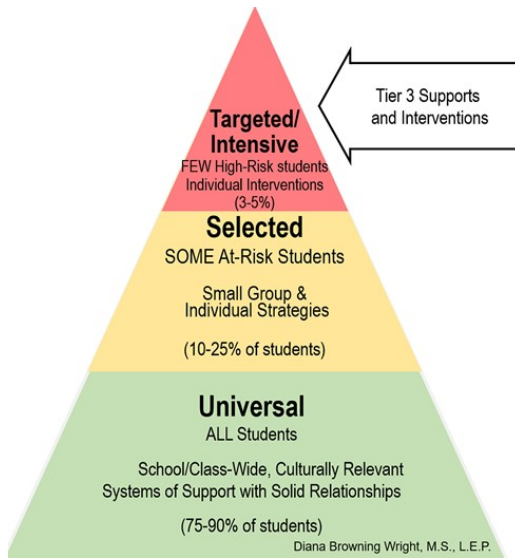 Targeted/
Intensive
FEW High-Risk students
Individual Interventions
(3-5%)
Tier 3 Supports
and Interventions
Selected
SOME At-Risk Students
Small Group &
Individual Strategies
(10-25% of students)
Universal
ALL Students
School/Class-Wide, Culturally Relevant
Systems of Support with Solid Relationships
(75-90% of students)
Diana Browning Wright, M.S., L.E.P.